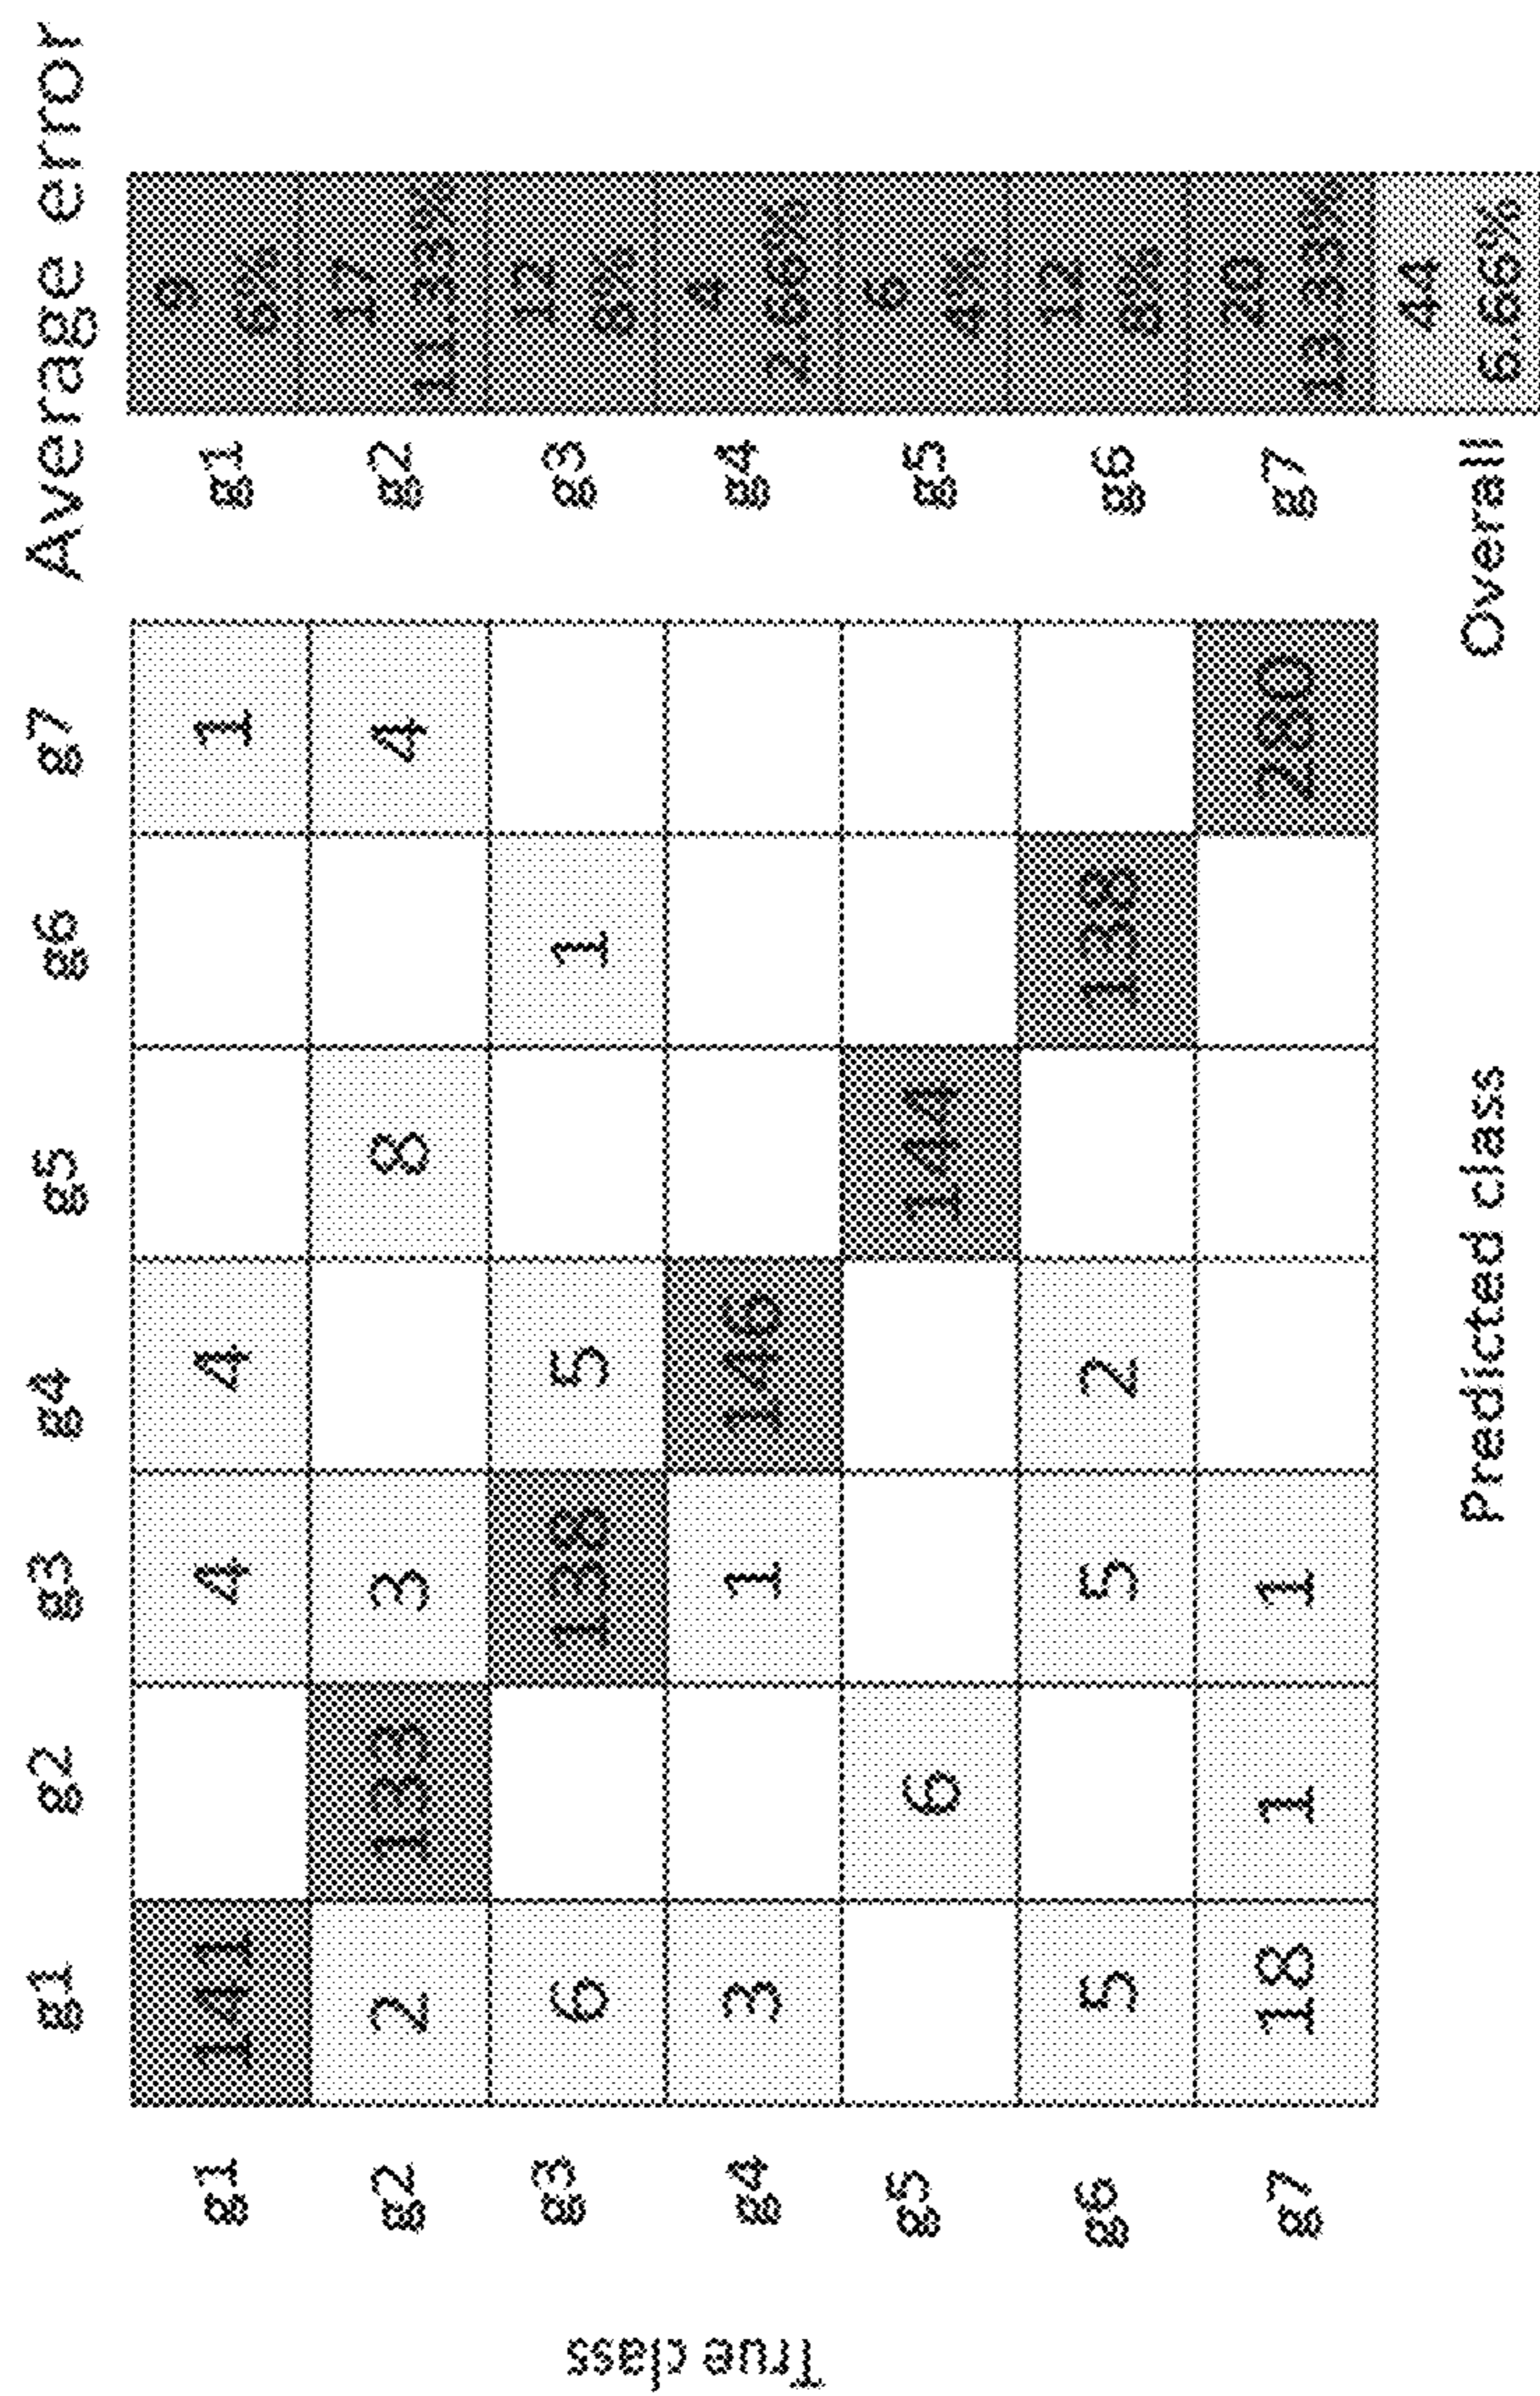 g1 g2 g3 g4 g5 g6 g7 Average error
g1 141 4 4 1 g1 9 6%
g2 2 133 3 8 4 g2 17 11.33%
g3 6 138 5 1 g3 12 8%
g4 3 1 146 g4 4 2.66%
g5 6 144 g5 6 4%
g6 5 5 2 138 g6 12 8%
g7 18 1 1 280 g7 20 13.33%
True class
Predicted class
Overall 44 6.66%